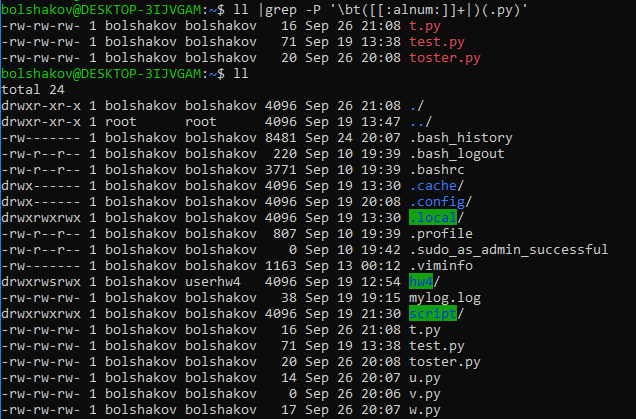 bolshakov@DESKTOP-3IJVGAM:~$ ll |grep -P '\bt([[:alnum:]]+|)(.py)'
-rw-rw-rw- 1 bolshakov bolshakov   16 Sep 26 21:08 t.py
-rw-rw-rw- 1 bolshakov bolshakov   71 Sep 19 13:38 test.py
-rw-rw-rw- 1 bolshakov bolshakov   20 Sep 26 20:08 toster.py
bolshakov@DESKTOP-3IJVGAM:~$ ll
total 24
drwxr-xr-x 1 bolshakov bolshakov 4096 Sep 26 21:08 ./
drwxr-xr-x 1 root      root      4096 Sep 19 13:47 ../
-rw------- 1 bolshakov bolshakov 8481 Sep 24 20:07 .bash_history
-rw-r--r-- 1 bolshakov bolshakov  220 Sep 10 19:39 .bash_logout
-rw-r--r-- 1 bolshakov bolshakov 3771 Sep 10 19:39 .bashrc
drwx------ 1 bolshakov bolshakov 4096 Sep 19 13:30 .cache/
drwx------ 1 bolshakov bolshakov 4096 Sep 19 20:08 .config/
drwxrwxrwx 1 bolshakov bolshakov 4096 Sep 19 13:30 .local/
-rw-r--r-- 1 bolshakov bolshakov  807 Sep 10 19:39 .profile
-rw-r--r-- 1 bolshakov bolshakov    0 Sep 10 19:42 .sudo_as_admin_successful
-rw------- 1 bolshakov bolshakov 1163 Sep 13 00:12 .viminfo
drwxrwsrwx 1 bolshakov userhw4   4096 Sep 19 12:54 hw4/
-rw-rw-rw- 1 bolshakov bolshakov   38 Sep 19 19:15 mylog.log
drwxrwxrwx 1 bolshakov bolshakov 4096 Sep 19 21:30 script/
-rw-rw-rw- 1 bolshakov bolshakov   16 Sep 26 21:08 t.py
-rw-rw-rw- 1 bolshakov bolshakov   71 Sep 19 13:38 test.py
-rw-rw-rw- 1 bolshakov bolshakov   20 Sep 26 20:08 toster.py
-rw-rw-rw- 1 bolshakov bolshakov   14 Sep 26 20:07 u.py
-rw-rw-rw- 1 bolshakov bolshakov    0 Sep 26 20:06 v.py
-rw-rw-rw- 1 bolshakov bolshakov   17 Sep 26 20:07 w.py